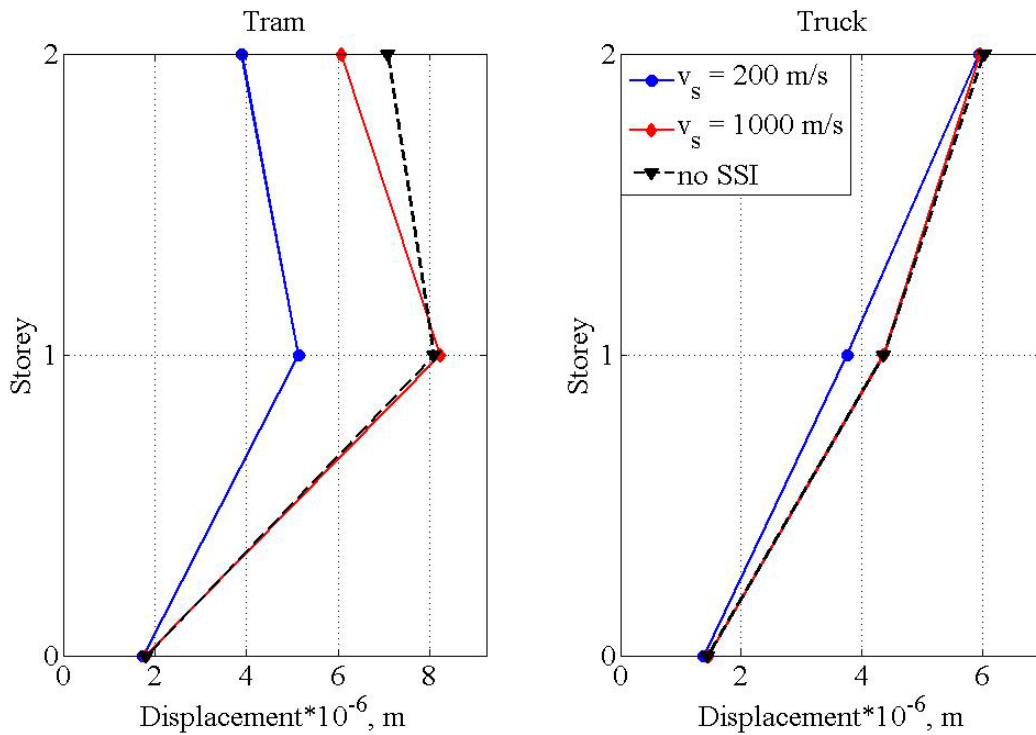 Tram
2
1
0
Storey
0 2 4 6 8
Displacement*10^-6, m
Truck
2
1
0
Storey
v_s = 200 m/s
v_s = 1000 m/s
no SSI
0 2 4 6
Displacement*10^-6, m